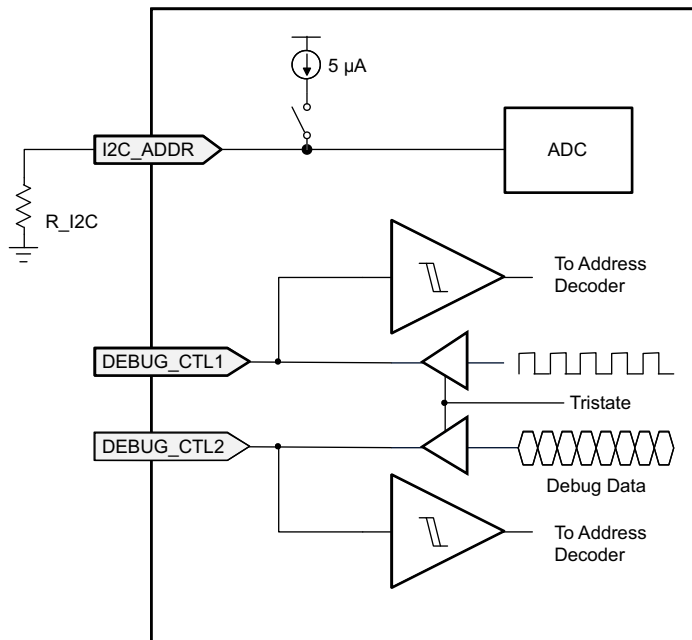 5 µA
I2C_ADDR
ADC
R_I2C
To Address
Decoder
DEBUG_CTL1
Tristate
DEBUG_CTL2
Debug Data
To Address
Decoder